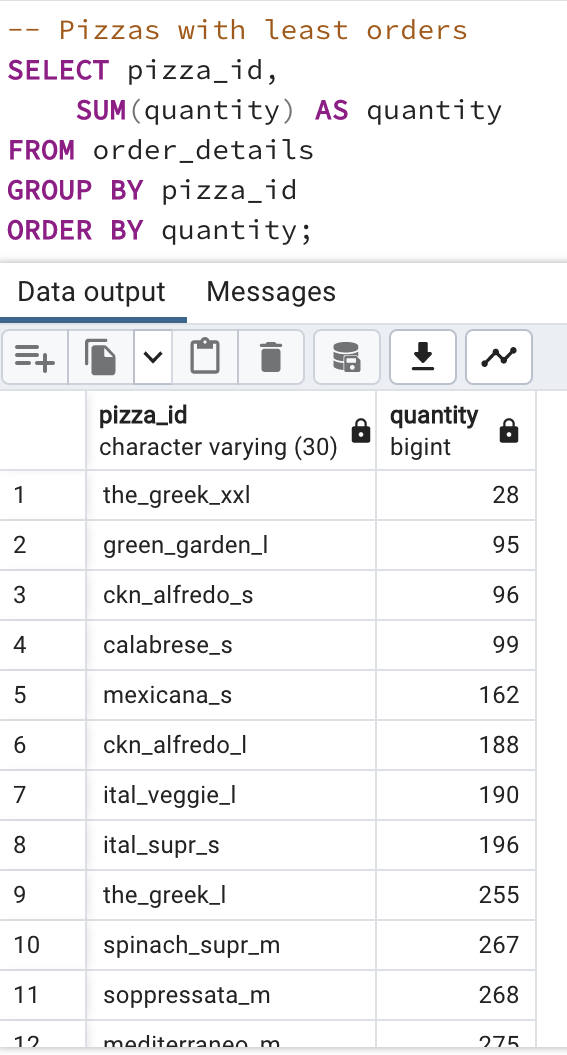 -- Pizzas with least orders
SELECT pizza_id,
SUM(quantity) AS quantity
FROM order_details
GROUP BY pizza_id
ORDER BY quantity;
Data output Messages
pizza_id quantity
character varying (30) bigint
1 the_greek_xxl 28
2 green_garden_l 95
3 ckn_alfredo_s 96
4 calabrese_s 99
5 mexicana_s 162
6 ckn_alfredo_l 188
7 ital_veggie_l 190
8 ital_supr_s 196
9 the_greek_l 255
10 spinach_supr_m 267
11 soppressata_m 268
12 mediterraneo_m 275